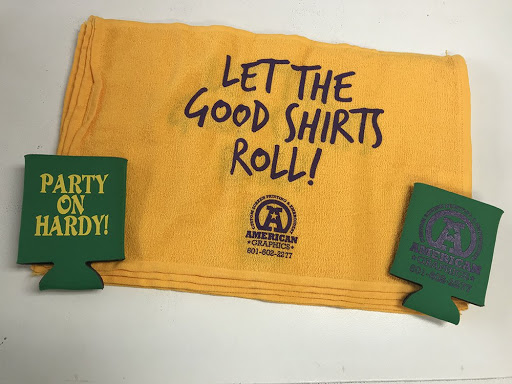 LET THE
GOOD SHIRTS
ROLL!
AMERICAN
GRAPHICS
601-602-2277
PARTY
ON
HARDY!